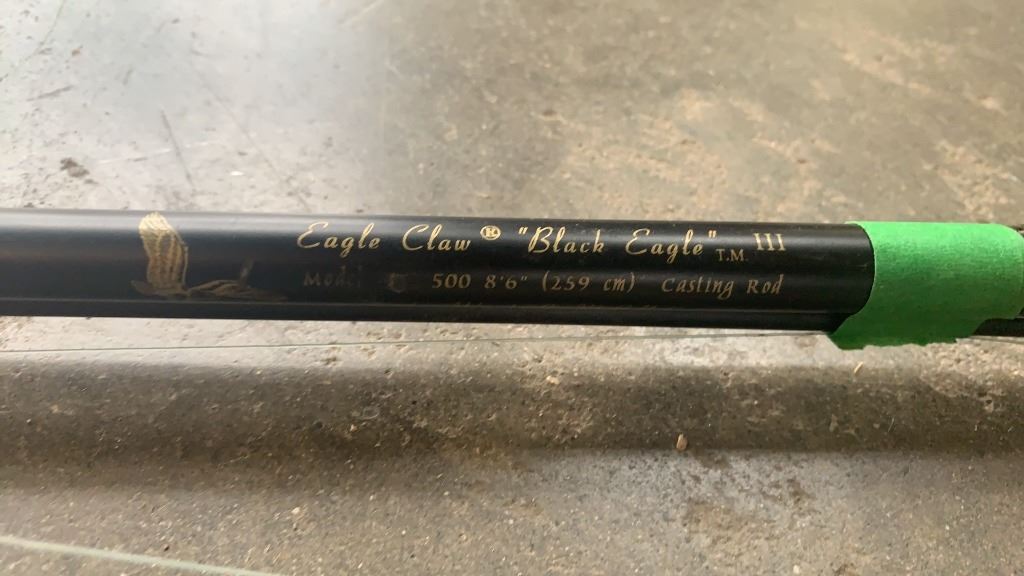 Eagle Claw® "Black Eagle" T.M. III
Model 500 8'6" (259 cm) Casting Rod